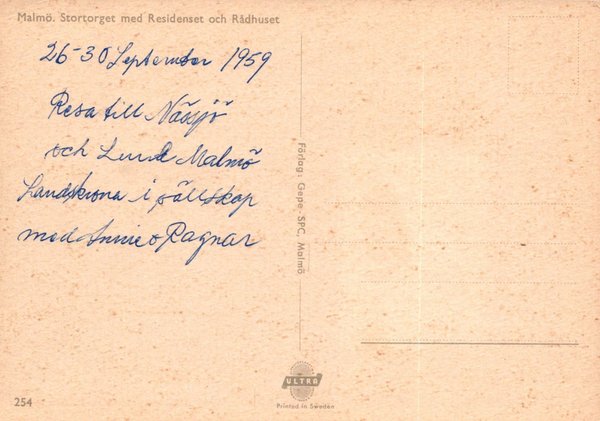 Malmö. Stortorget med Residenset och Rådhuset
26-30 September 1959
Resa till Nässjö
och Lund Malmö
Landskrona i sällskap
med Annie o Ragnar
Förlag: Gepe SPC, Malmö
ULTRA
Printed in Sweden
254